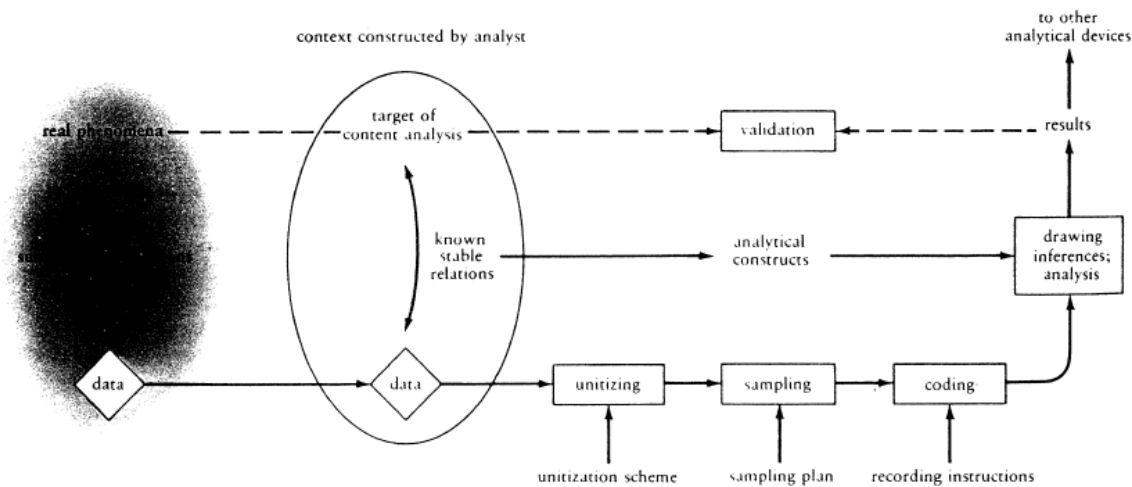 to other
analytical devices
context constructed by analyst
real phenomena
target of
content analysis
validation
results
known
stable
relations
analytical
constructs
drawing
inferences;
analysis
data
data
unitizing
sampling
coding
unitization scheme
sampling plan
recording instructions